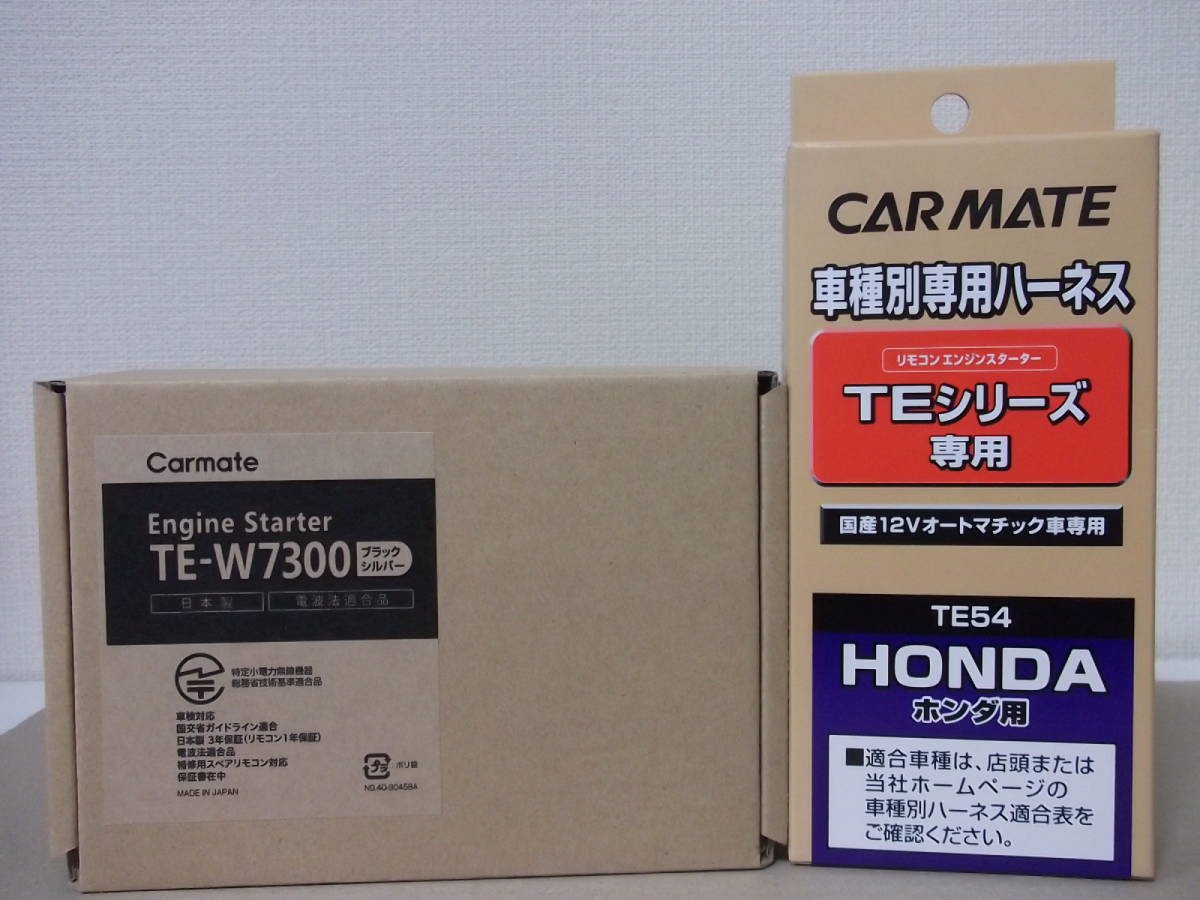 Carmate
Engine Starter
TE-W7300 ブラック シルバー
日本製 電波法適合品
特定小電力無線機器
総務省技術基準適合品
車検対応
国交省ガイドライン適合
日本製 3年保証(リモコン1年保証)
電波法適合品
補修用スペアリモコン対応
保証書在中
MADE IN JAPAN
プラ ポリ袋
NO.40-90458A
CAR MATE
車種別専用ハーネス
リモコン エンジンスターター
TEシリーズ
専用
国産12Vオートマチック車専用
TE54
HONDA
ホンダ用
■適合車種は、店頭または
当社ホームページの
車種別ハーネス適合表を
ご確認ください。